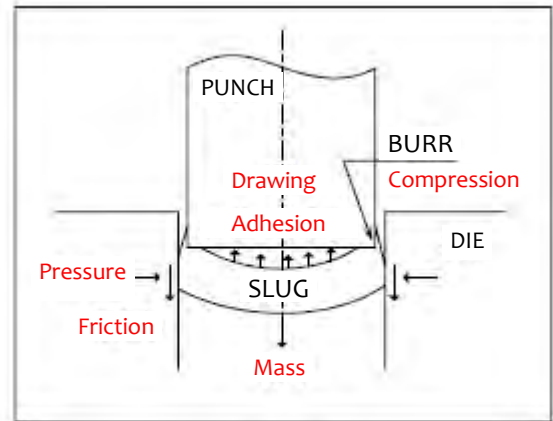 PUNCH
BURR
Drawing
Compression
Adhesion
DIE
Pressure
SLUG
Friction
Mass